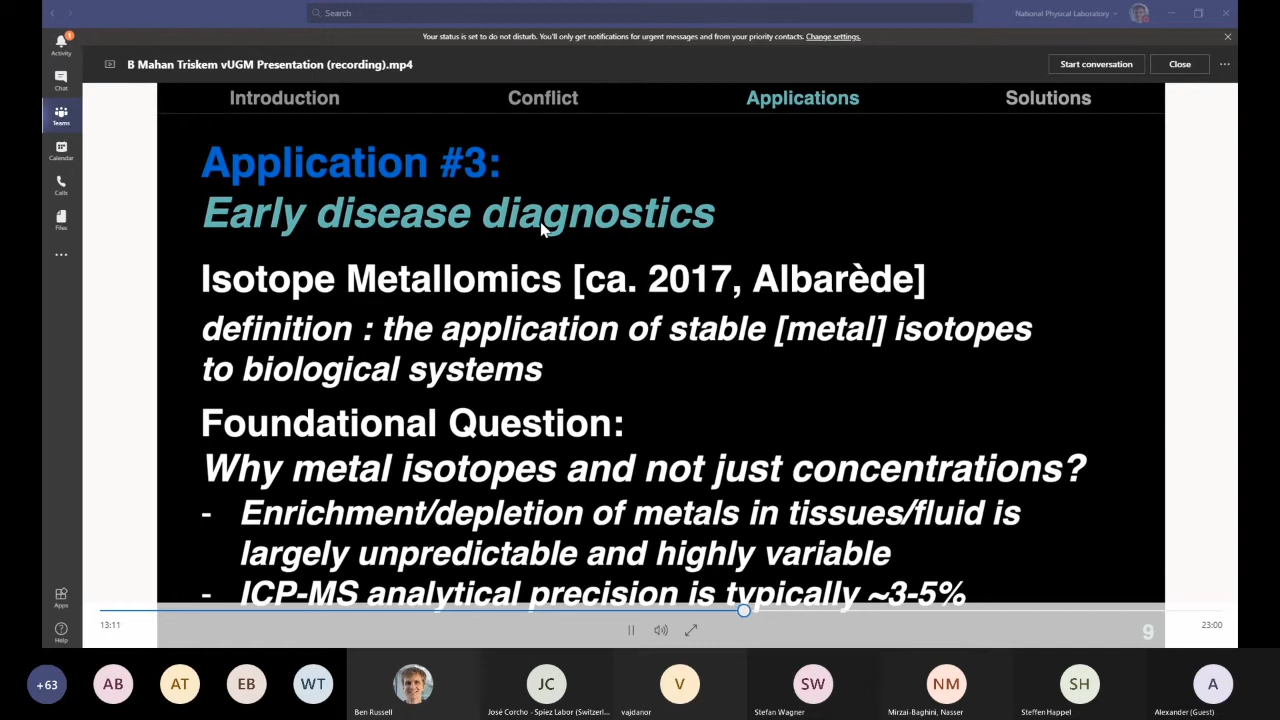 Search
National Physical Laboratory
Your status is set to do not disturb. You'll only get notifications for urgent messages and from your priority contacts. Change settings.
B Mahan Triskem vUGM Presentation (recording).mp4
Start conversation
Close
Activity
Chat
Teams
Calendar
Calls
Files
Apps
Help
Introduction
Conflict
Applications
Solutions
Application #3:
Early disease diagnostics
Isotope Metallomics [ca. 2017, Albarède]
definition : the application of stable [metal] isotopes
to biological systems
Foundational Question:
Why metal isotopes and not just concentrations?
- Enrichment/depletion of metals in tissues/fluid is
largely unpredictable and highly variable
- ICP-MS analytical precision is typically ~3-5%
13:11
9
23:00
+63
AB
AT
EB
WT
Ben Russell
JC
José Corcho - Spiez Labor (Switzerl...
V
vajdanor
SW
Stefan Wagner
NM
Mirzai-Baghini, Nasser
SH
Steffen Happel
A
Alexander (Guest)